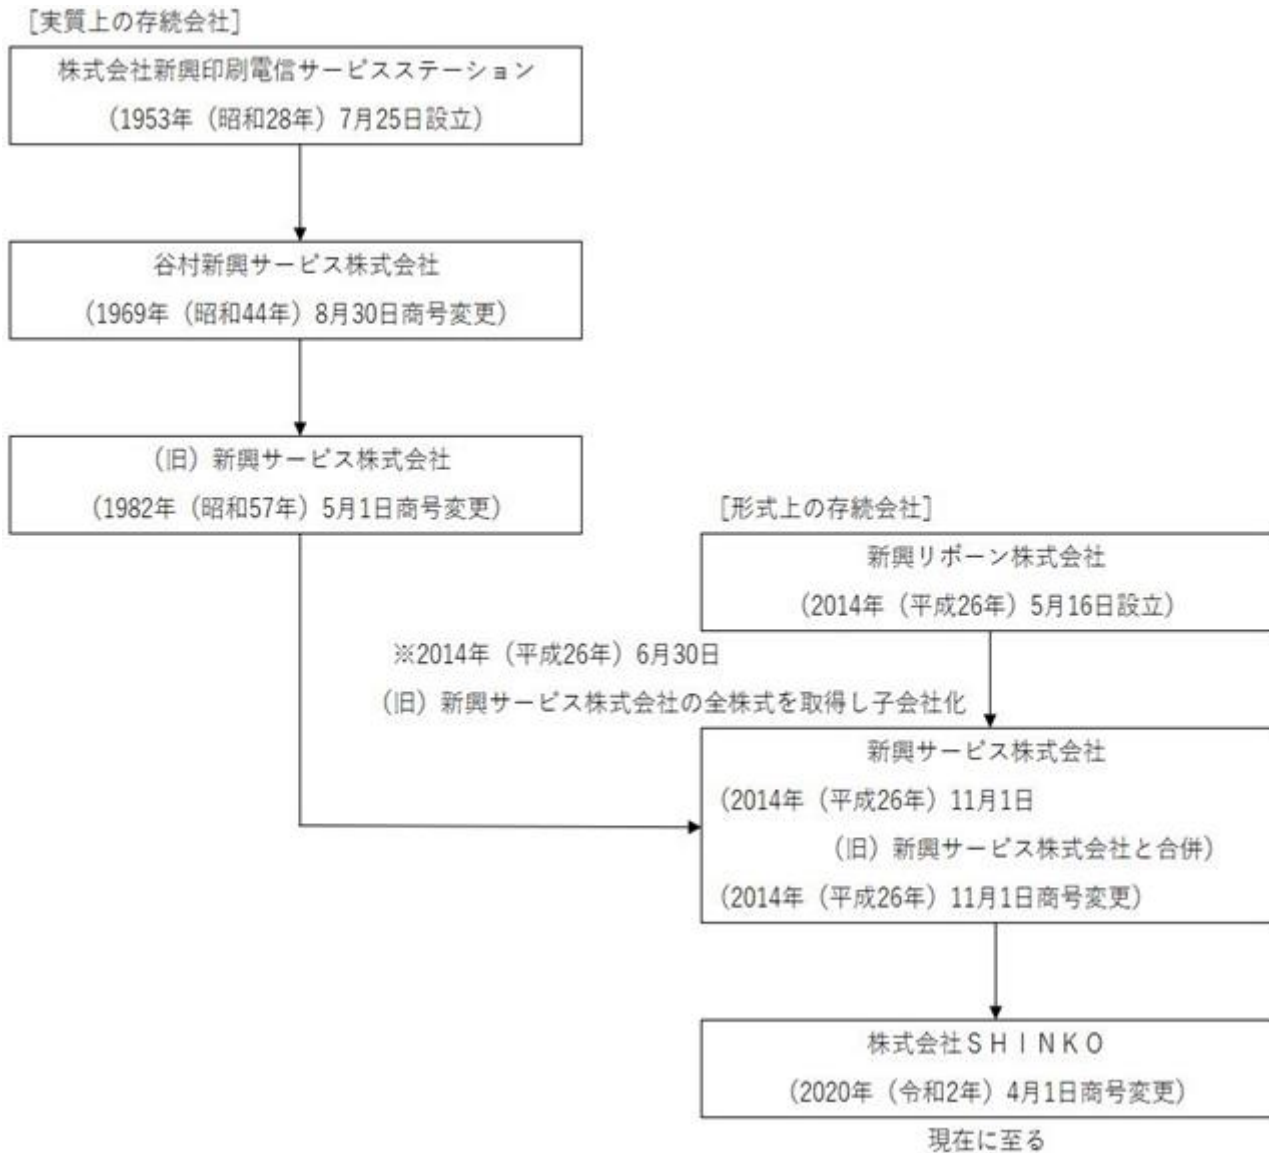 [実質上の存続会社]
株式会社新興印刷電信サービスステーション
(1953年(昭和28年)7月25日設立)
谷村新興サービス株式会社
(1969年(昭和44年)8月30日商号変更)
(旧)新興サービス株式会社
(1982年(昭和57年)5月1日商号変更)
[形式上の存続会社]
新興リボーン株式会社
(2014年(平成26年)5月16日設立)
※2014年(平成26年)6月30日
(旧)新興サービス株式会社の全株式を取得し子会社化
新興サービス株式会社
(2014年(平成26年)11月1日
(旧)新興サービス株式会社と合併)
(2014年(平成26年)11月1日商号変更)
株式会社SHINKO
(2020年(令和2年)4月1日商号変更)
現在に至る